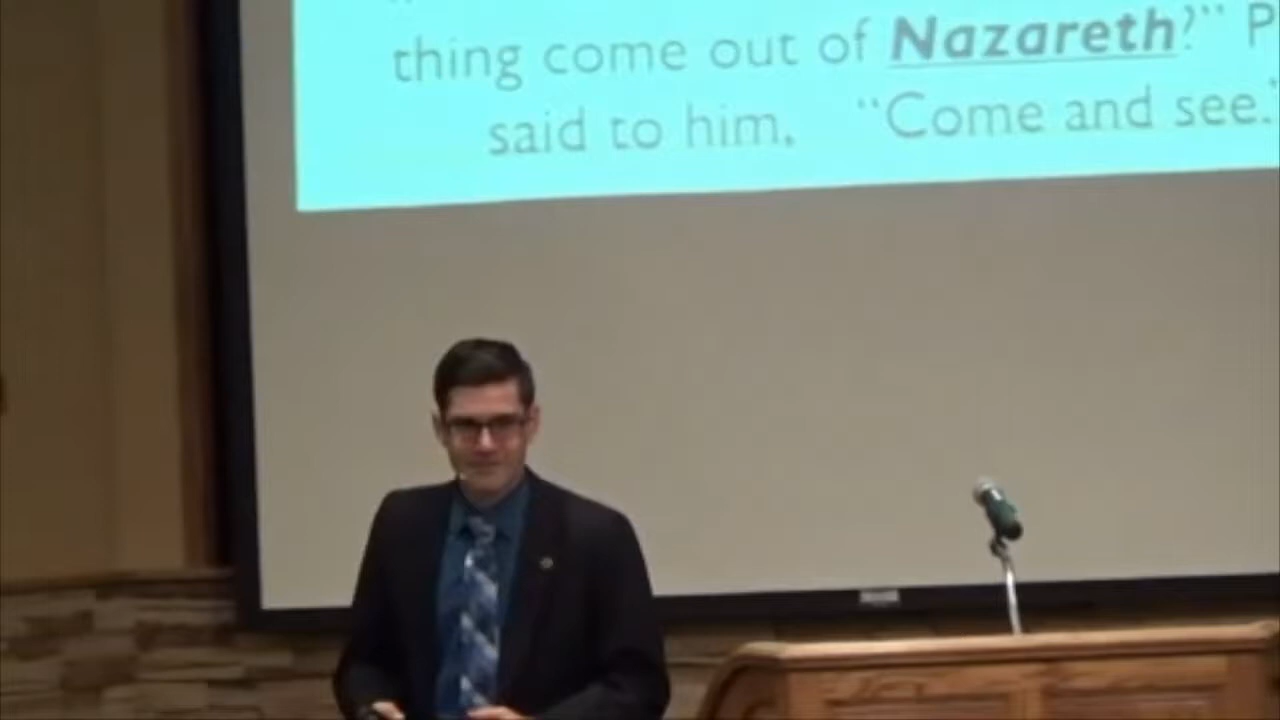 thing come out of Nazareth?" P
said to him, "Come and see."